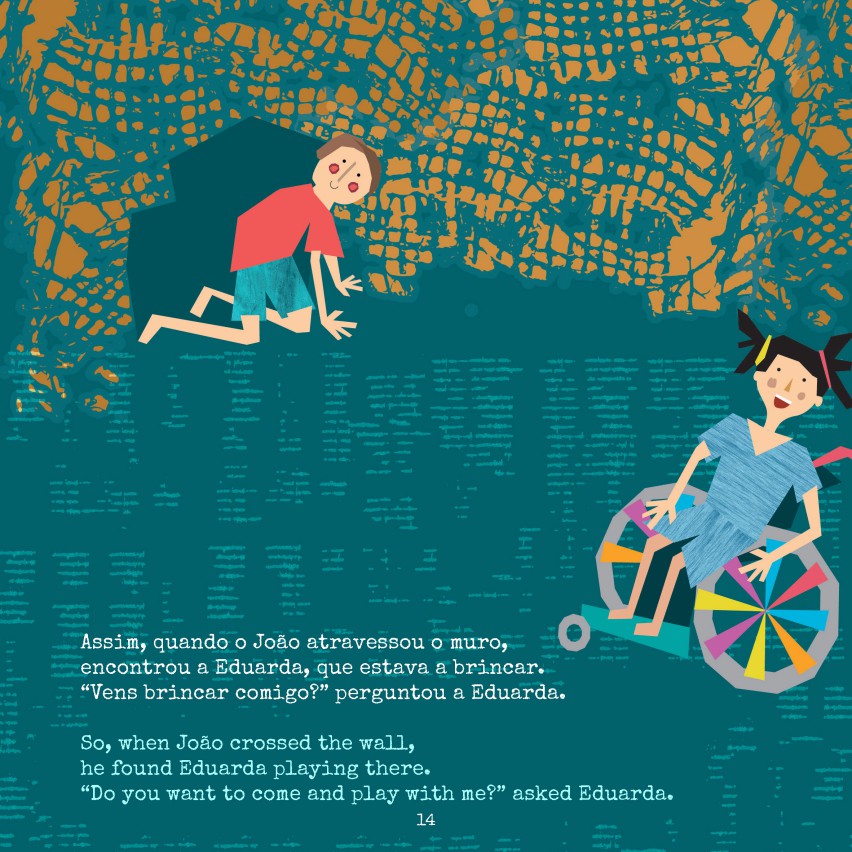 Assim, quando o João atravessou o muro,
encontrou a Eduarda, que estava a brincar.
“Vens brincar comigo?” perguntou a Eduarda.
So, when João crossed the wall,
he found Eduarda playing there.
“Do you want to come and play with me?” asked Eduarda.
14